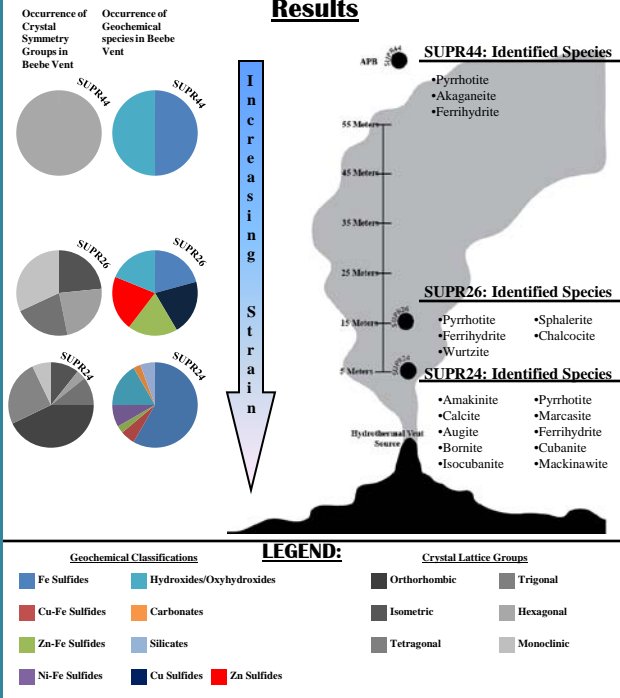 Results
Occurrence of
Crystal
Symmetry
Groups in
Beebe Vent
Occurrence of
Geochemical
species in Beebe
Vent
SUPR44
SUPR44
SUPR26
SUPR26
SUPR24
SUPR24
Increasing Strain
APB
SUPR44
SUPR44: Identified Species
•Pyrrhotite
•Akaganeite
•Ferrihydrite
55 Meters
45 Meters
35 Meters
25 Meters
15 Meters
5 Meters
SUPR26
SUPR26: Identified Species
•Pyrrhotite
•Ferrihydrite
•Wurtzite
•Sphalerite
•Chalcocite
SUPR24
SUPR24: Identified Species
•Amakinite
•Calcite
•Augite
•Bornite
•Isocubanite
•Pyrrhotite
•Marcasite
•Ferrihydrite
•Cubanite
•Mackinawite
Hydrothermal Vent
Source
LEGEND:
Geochemical Classifications
Fe Sulfides
Hydroxides/Oxyhydroxides
Cu-Fe Sulfides
Carbonates
Zn-Fe Sulfides
Silicates
Ni-Fe Sulfides
Cu Sulfides
Zn Sulfides
Crystal Lattice Groups
Orthorhombic
Trigonal
Isometric
Hexagonal
Tetragonal
Monoclinic